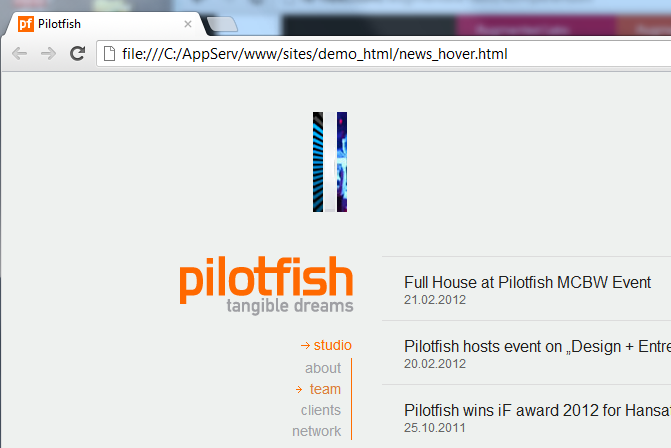 pf Pilotfish
file:///C:/AppServ/www/sites/demo_html/news_hover.html
pilotfish
tangible dreams
→ studio
about
→ team
clients
network
Full House at Pilotfish MCBW Event
21.02.2012
Pilotfish hosts event on „Design + Entre
20.02.2012
Pilotfish wins iF award 2012 for Hansa
25.10.2011